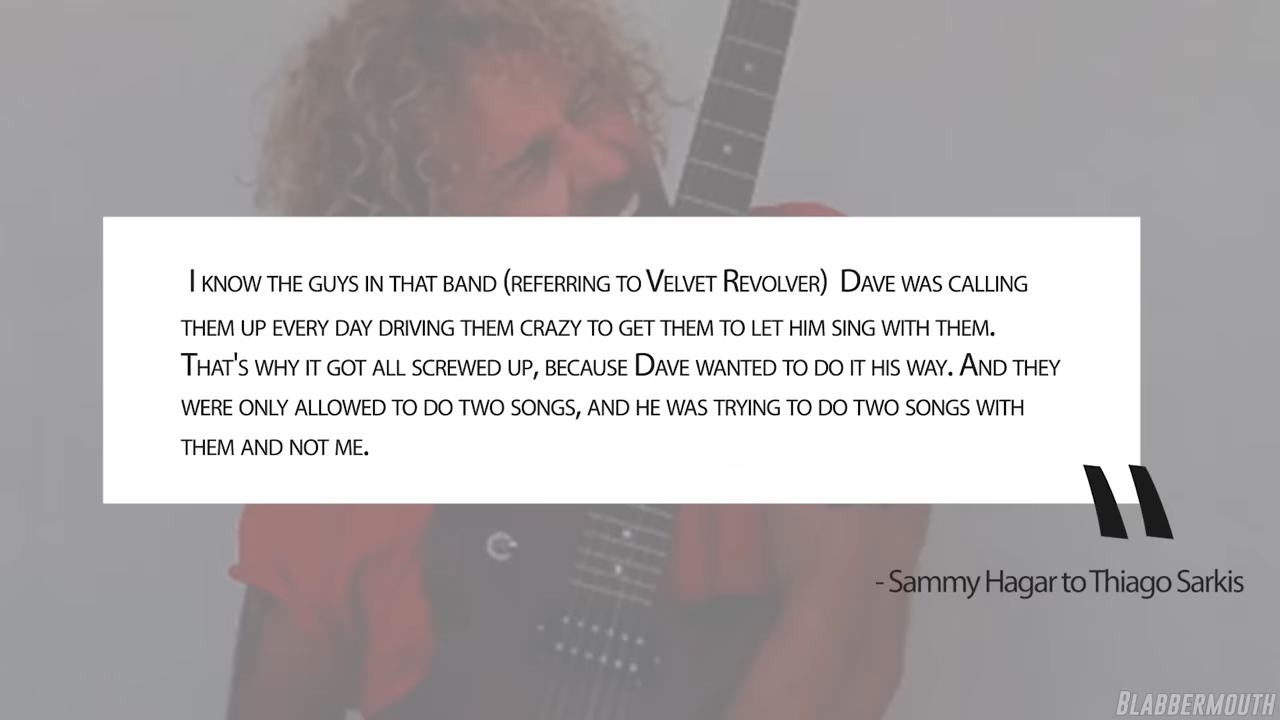 I know the guys in that band (referring to Velvet Revolver) Dave was calling
them up every day driving them crazy to get them to let him sing with them.
That's why it got all screwed up, because Dave wanted to do it his way. And they
were only allowed to do two songs, and he was trying to do two songs with
them and not me.
"
- Sammy Hagar to Thiago Sarkis
Blabbermouth